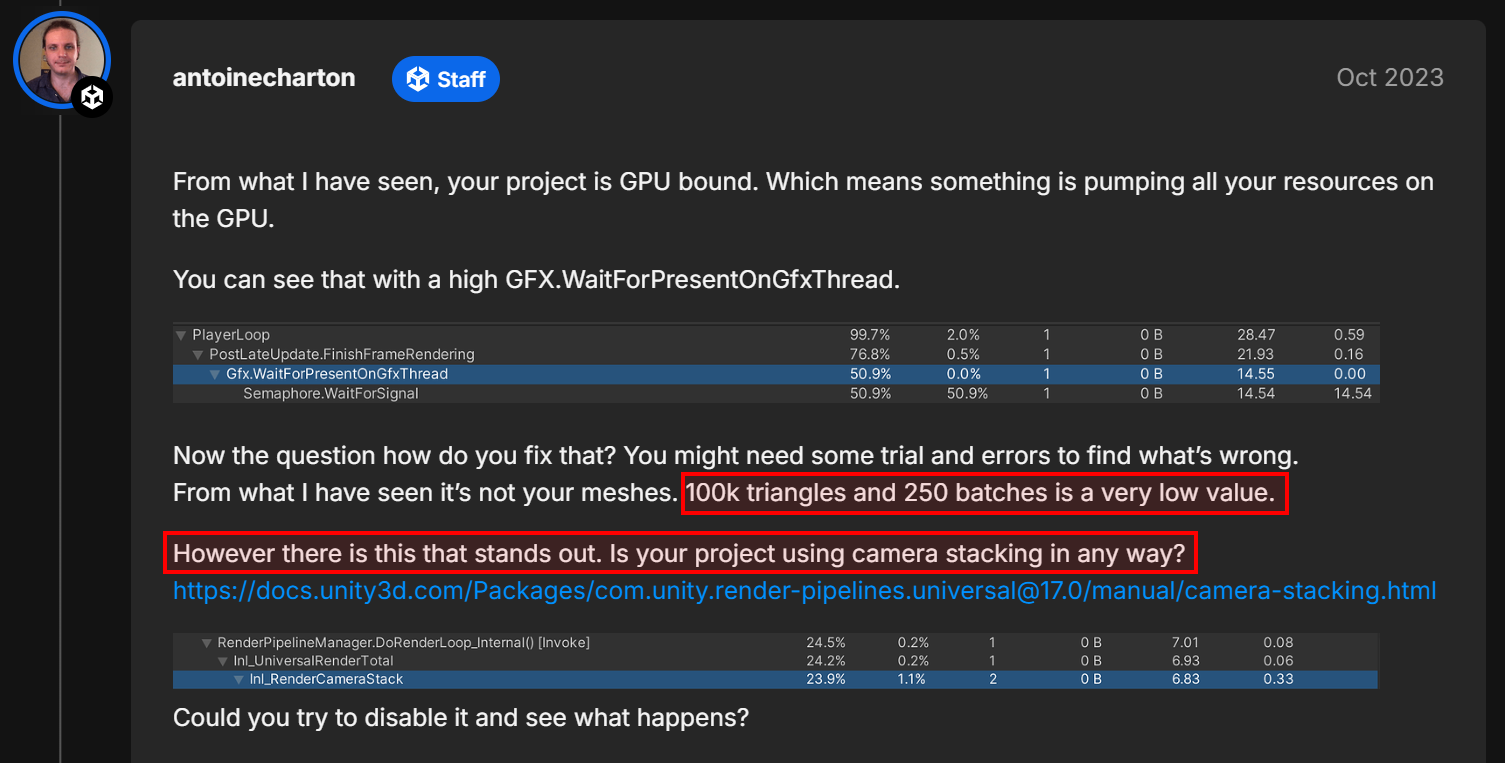 antoinecharton
Staff
Oct 2023
From what I have seen, your project is GPU bound. Which means something is pumping all your resources on
the GPU.
You can see that with a high GFX.WaitForPresentOnGfxThread.
PlayerLoop 99.7% 2.0% 1 0 B 28.47 0.59
PostLateUpdate.FinishFrameRendering 76.8% 0.5% 1 0 B 21.93 0.16
Gfx.WaitForPresentOnGfxThread 50.9% 0.0% 1 0 B 14.55 0.00
Semaphore.WaitForSignal 50.9% 50.9% 1 0 B 14.54 14.54
Now the question how do you fix that? You might need some trial and errors to find what’s wrong.
From what I have seen it’s not your meshes. 100k triangles and 250 batches is a very low value.
However there is this that stands out. Is your project using camera stacking in any way?
https://docs.unity3d.com/Packages/com.unity.render-pipelines.universal@17.0/manual/camera-stacking.html
RenderPipelineManager.DoRenderLoop_Internal() [Invoke] 24.5% 0.2% 1 0 B 7.01 0.08
Inl_UniversalRenderTotal 24.2% 0.2% 1 0 B 6.93 0.06
Inl_RenderCameraStack 23.9% 1.1% 2 0 B 6.83 0.33
Could you try to disable it and see what happens?